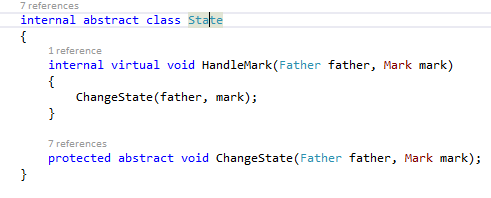 7 references
internal abstract class State
{
1 reference
internal virtual void HandleMark(Father father, Mark mark)
{
ChangeState(father, mark);
}
7 references
protected abstract void ChangeState(Father father, Mark mark);
}